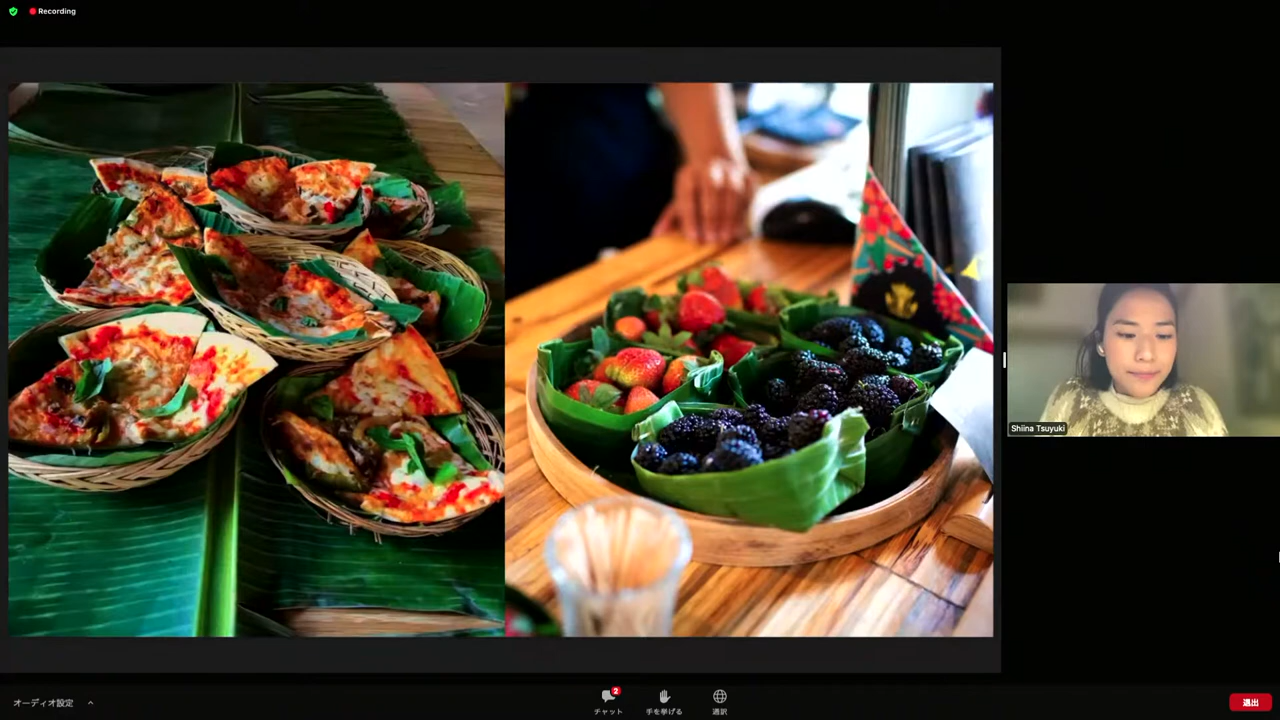 Recording
Shiina Tsuyuki
オーディオ設定
2
チャット
手を挙げる
通訳
退出